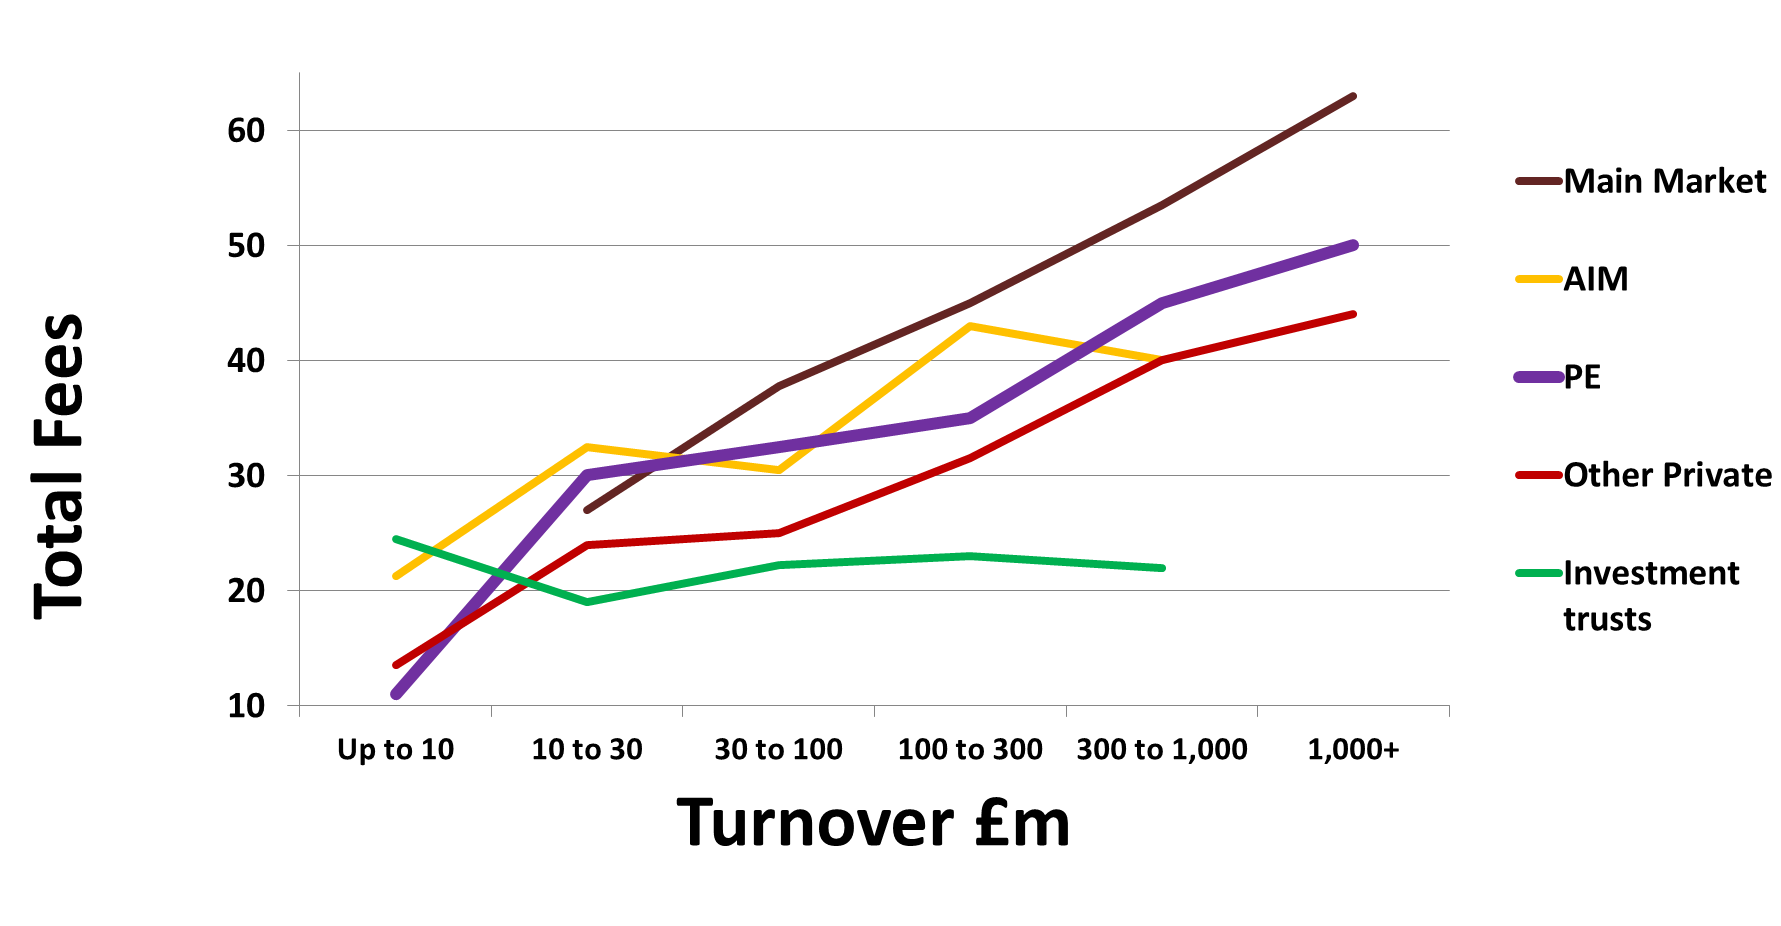 Total Fees
60
50
40
30
20
10
Up to 10
10 to 30
30 to 100
100 to 300
300 to 1,000
1,000+
Turnover £m
Main Market
AIM
PE
Other Private
Investment
trusts